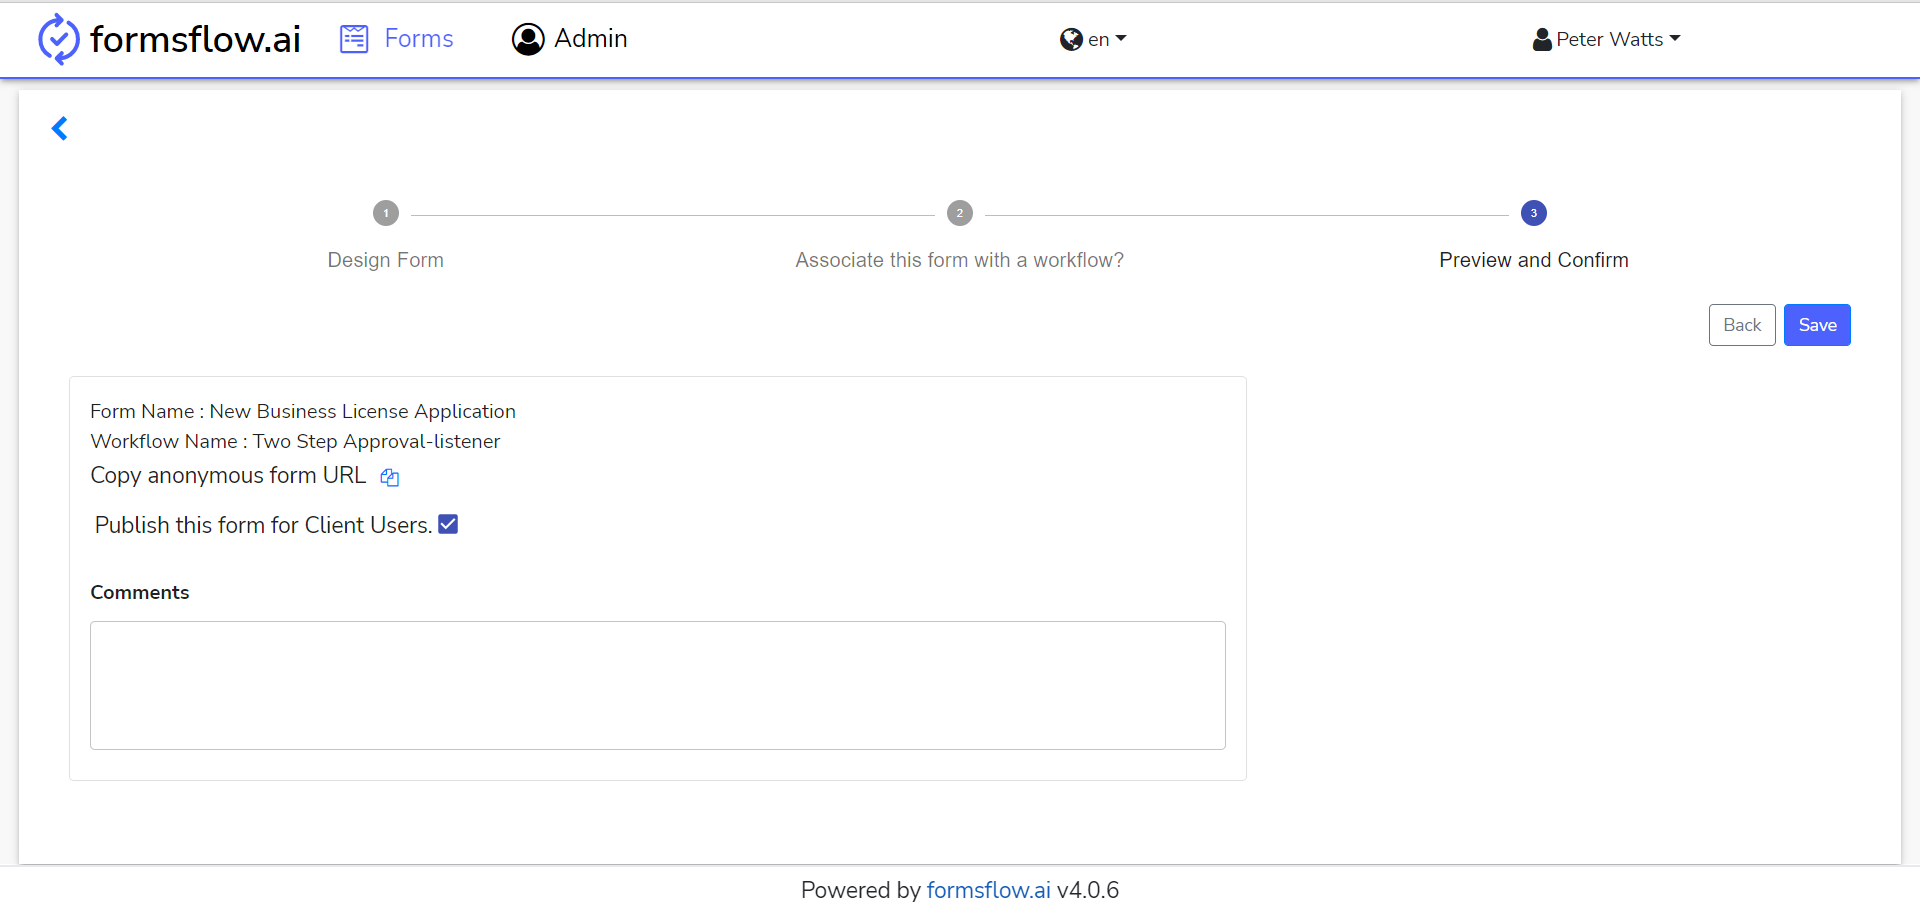 formsflow.ai Forms Admin en Peter Watts
1 2 3
Design Form Associate this form with a workflow? Preview and Confirm
Back Save
Form Name : New Business License Application
Workflow Name : Two Step Approval-listener
Copy anonymous form URL
Publish this form for Client Users.
Comments
Powered by formsflow.ai v4.0.6